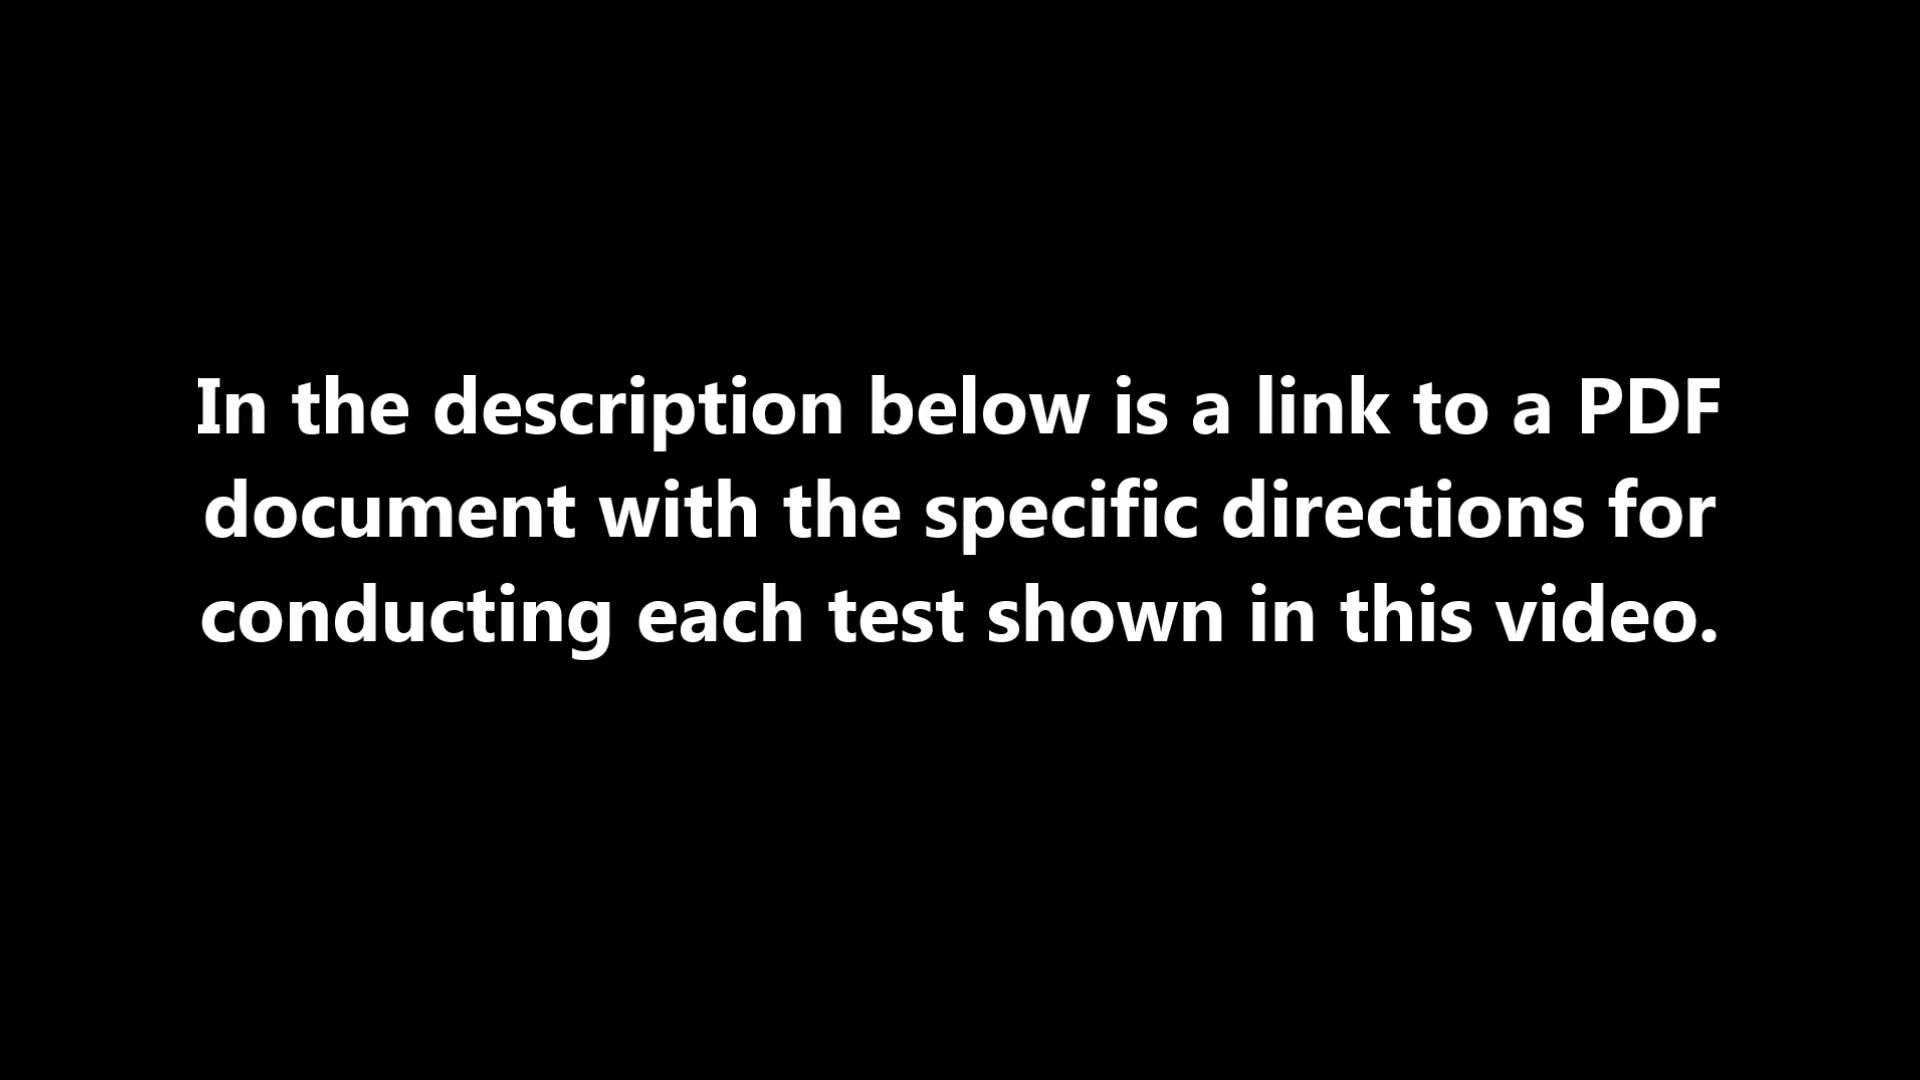 In the description below is a link to a PDF
document with the specific directions for
conducting each test shown in this video.